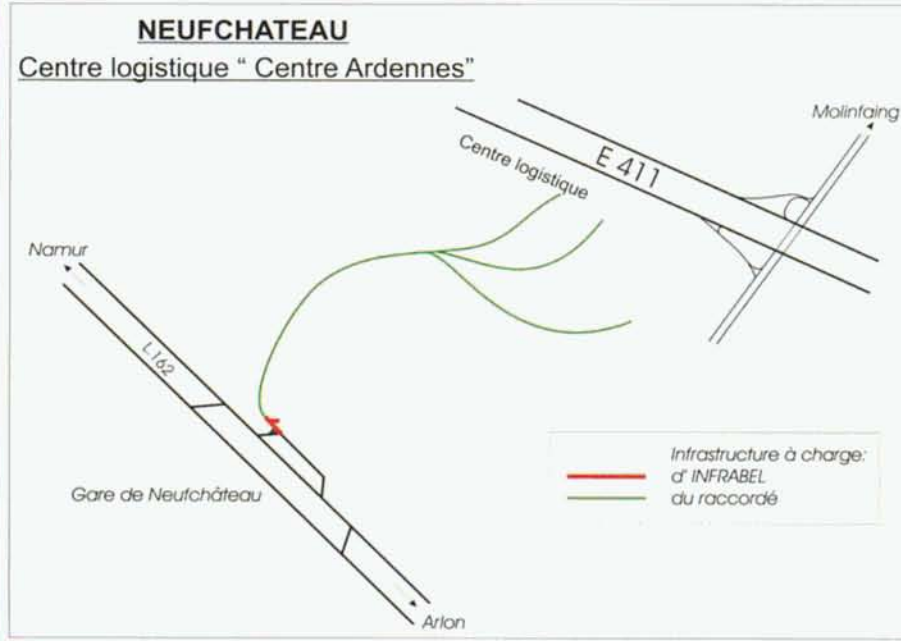 NEUFCHATEAU
Centre logistique “ Centre Ardennes”
Molinfaing
E 411
Centre logistique
Namur
L162
Gare de Neufchâteau
Infrastructure à charge:
d' INFRABEL
du raccordé
Arlon